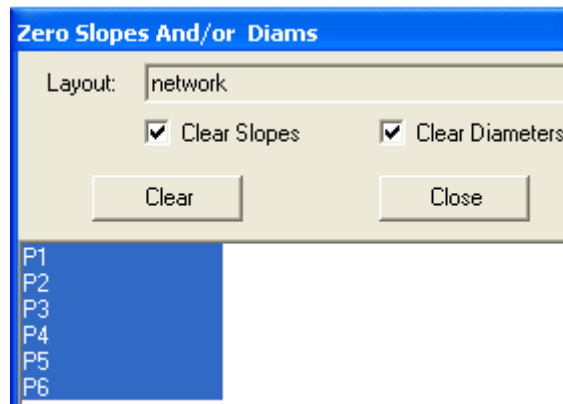 Zero Slopes And/or Diams
Layout: network
Clear Slopes Clear Diameters
Clear Close
P1
P2
P3
P4
P5
P6